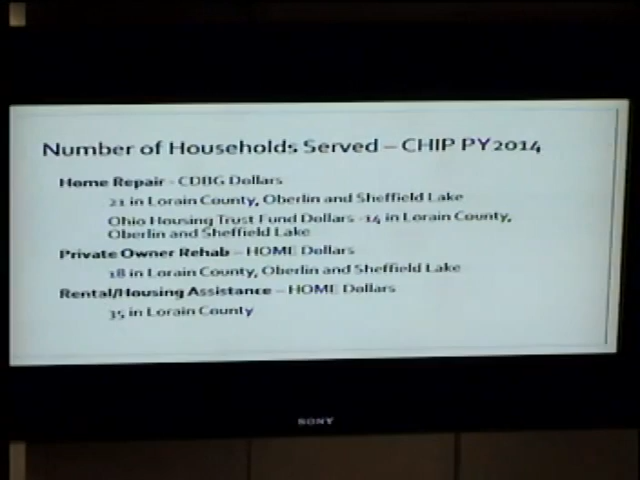 Number of Households Served – CHIP PY2014
Home Repair - CDBG Dollars
21 in Lorain County, Oberlin and Sheffield Lake
Ohio Housing Trust Fund Dollars -14 in Lorain County,
Oberlin and Sheffield Lake
Private Owner Rehab – HOME Dollars
18 in Lorain County, Oberlin and Sheffield Lake
Rental/Housing Assistance – HOME Dollars
35 in Lorain County
SONY